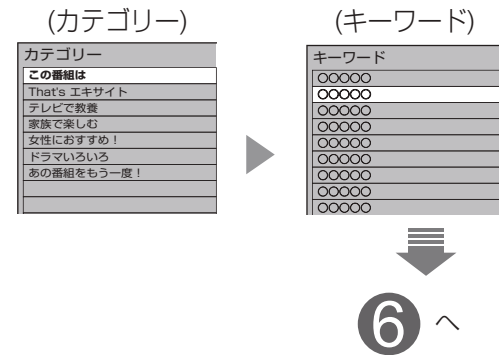 (カテゴリー)
カテゴリー
この番組は
That's エキサイト
テレビで教養
家族で楽しむ
女性におすすめ！
ドラマいろいろ
あの番組をもう一度！
(キーワード)
キーワード
○○○○○
○○○○○
○○○○○
○○○○○
○○○○○
○○○○○
○○○○○
○○○○○
○○○○○
6 へ